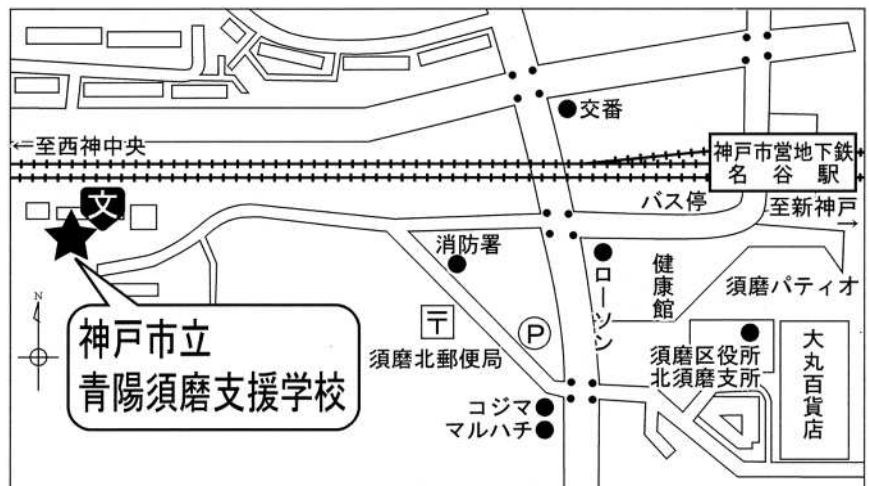 交番
←至西神中央
神戸市営地下鉄
名谷駅
文
バス停
至新神戸
→
消防署
健康館
ローソン
須磨パティオ
N
〒
P
須磨北郵便局
神戸市立
青陽須磨支援学校
須磨区役所
北須磨支所
大丸百貨店
コジマ
マルハチ